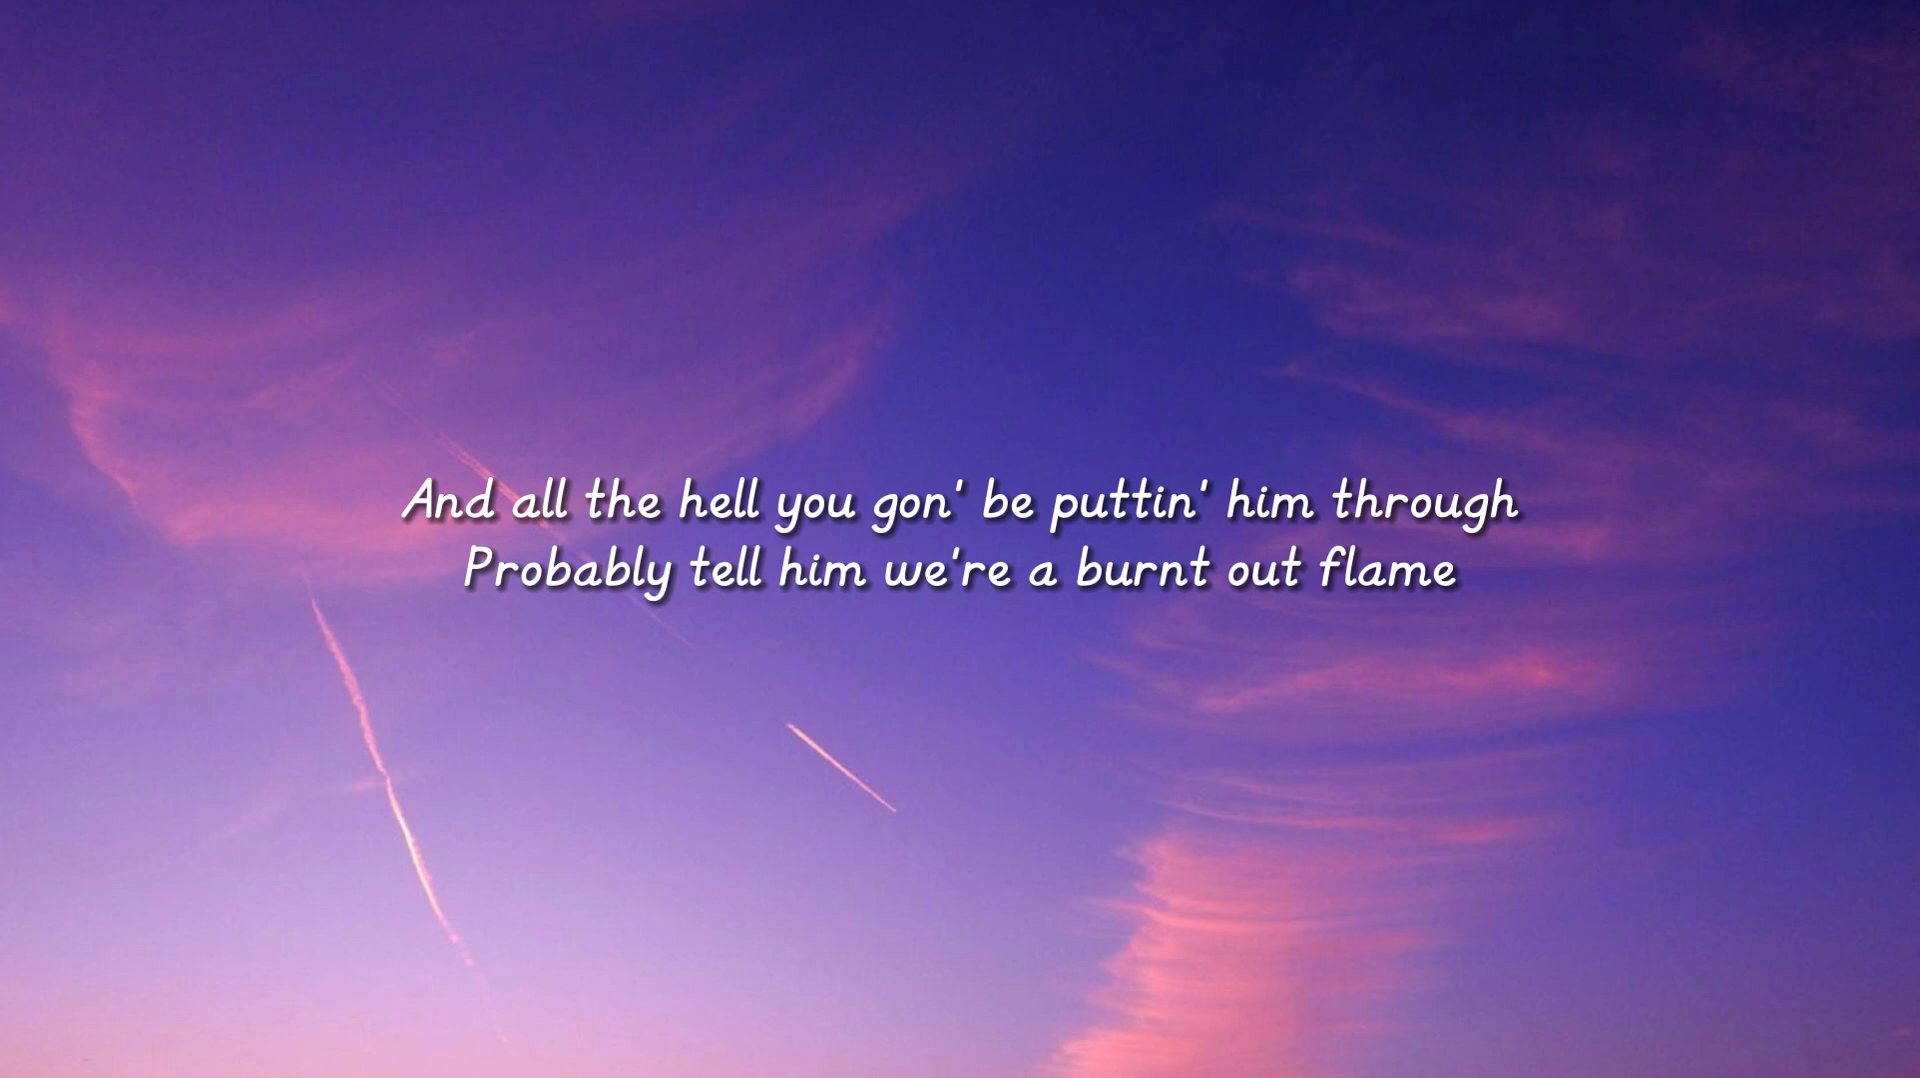 And all the hell you gon' be puttin' him through
Probably tell him we're a burnt out flame